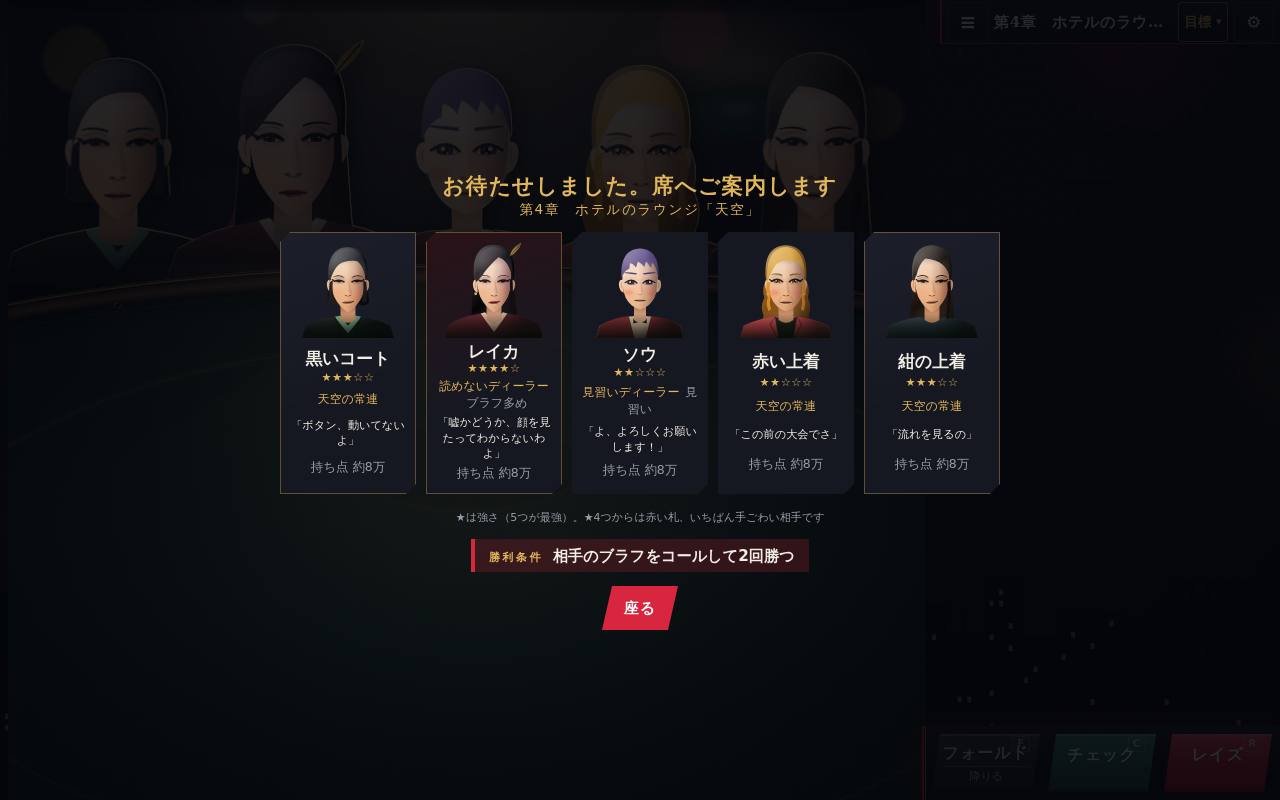 ☰ 第4章 ホテルのラウ… 目標 ▾ ⚙
お待たせしました。席へご案内します
第4章 ホテルのラウンジ「天空」
黒いコート
★★★☆☆
天空の常連
「ボタン、動いてない
よ」
持ち点 約8万
レイカ
★★★★☆
読めないディーラー
ブラフ多め
「嘘かどうか、顔を見
たってわからないわ
よ」
持ち点 約8万
ソウ
★★☆☆☆
見習いディーラー 見
習い
「よ、よろしくお願い
します！」
持ち点 約8万
赤い上着
★★☆☆☆
天空の常連
「この前の大会でさ」
持ち点 約8万
紺の上着
★★★☆☆
天空の常連
「流れを見るの」
持ち点 約8万
★は強さ（5つが最強）。★4つからは赤い札、いちばん手ごわい相手です
勝利条件 相手のブラフをコールして2回勝つ
座る
フォールド F
降りる
チェック C
レイズ R